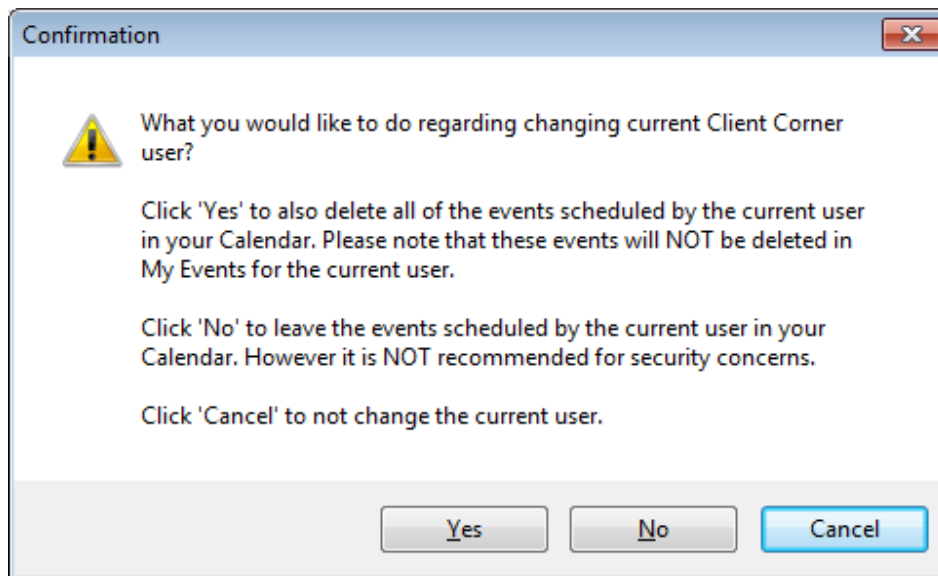 Confirmation
What you would like to do regarding changing current Client Corner
user?
Click 'Yes' to also delete all of the events scheduled by the current user
in your Calendar. Please note that these events will NOT be deleted in
My Events for the current user.
Click 'No' to leave the events scheduled by the current user in your
Calendar. However it is NOT recommended for security concerns.
Click 'Cancel' to not change the current user.
Yes
No
Cancel